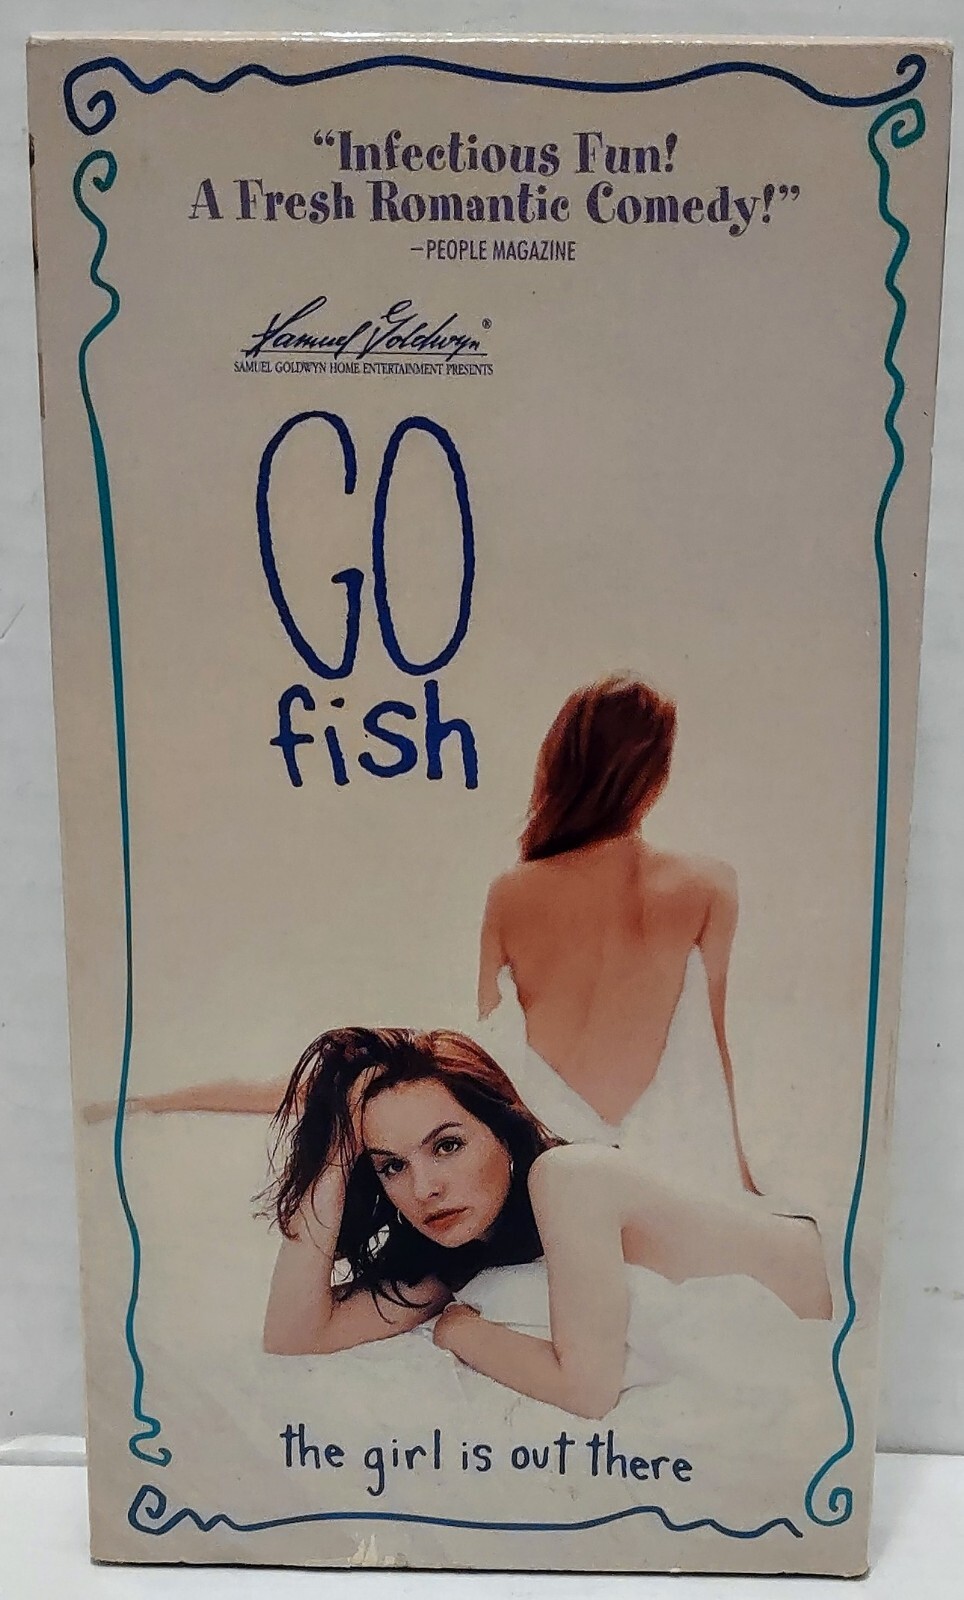 “Infectious Fun!
A Fresh Romantic Comedy!”
–PEOPLE MAGAZINE
Samuel Goldwyn®
SAMUEL GOLDWYN HOME ENTERTAINMENT PRESENTS
GO
fish
the girl is out there